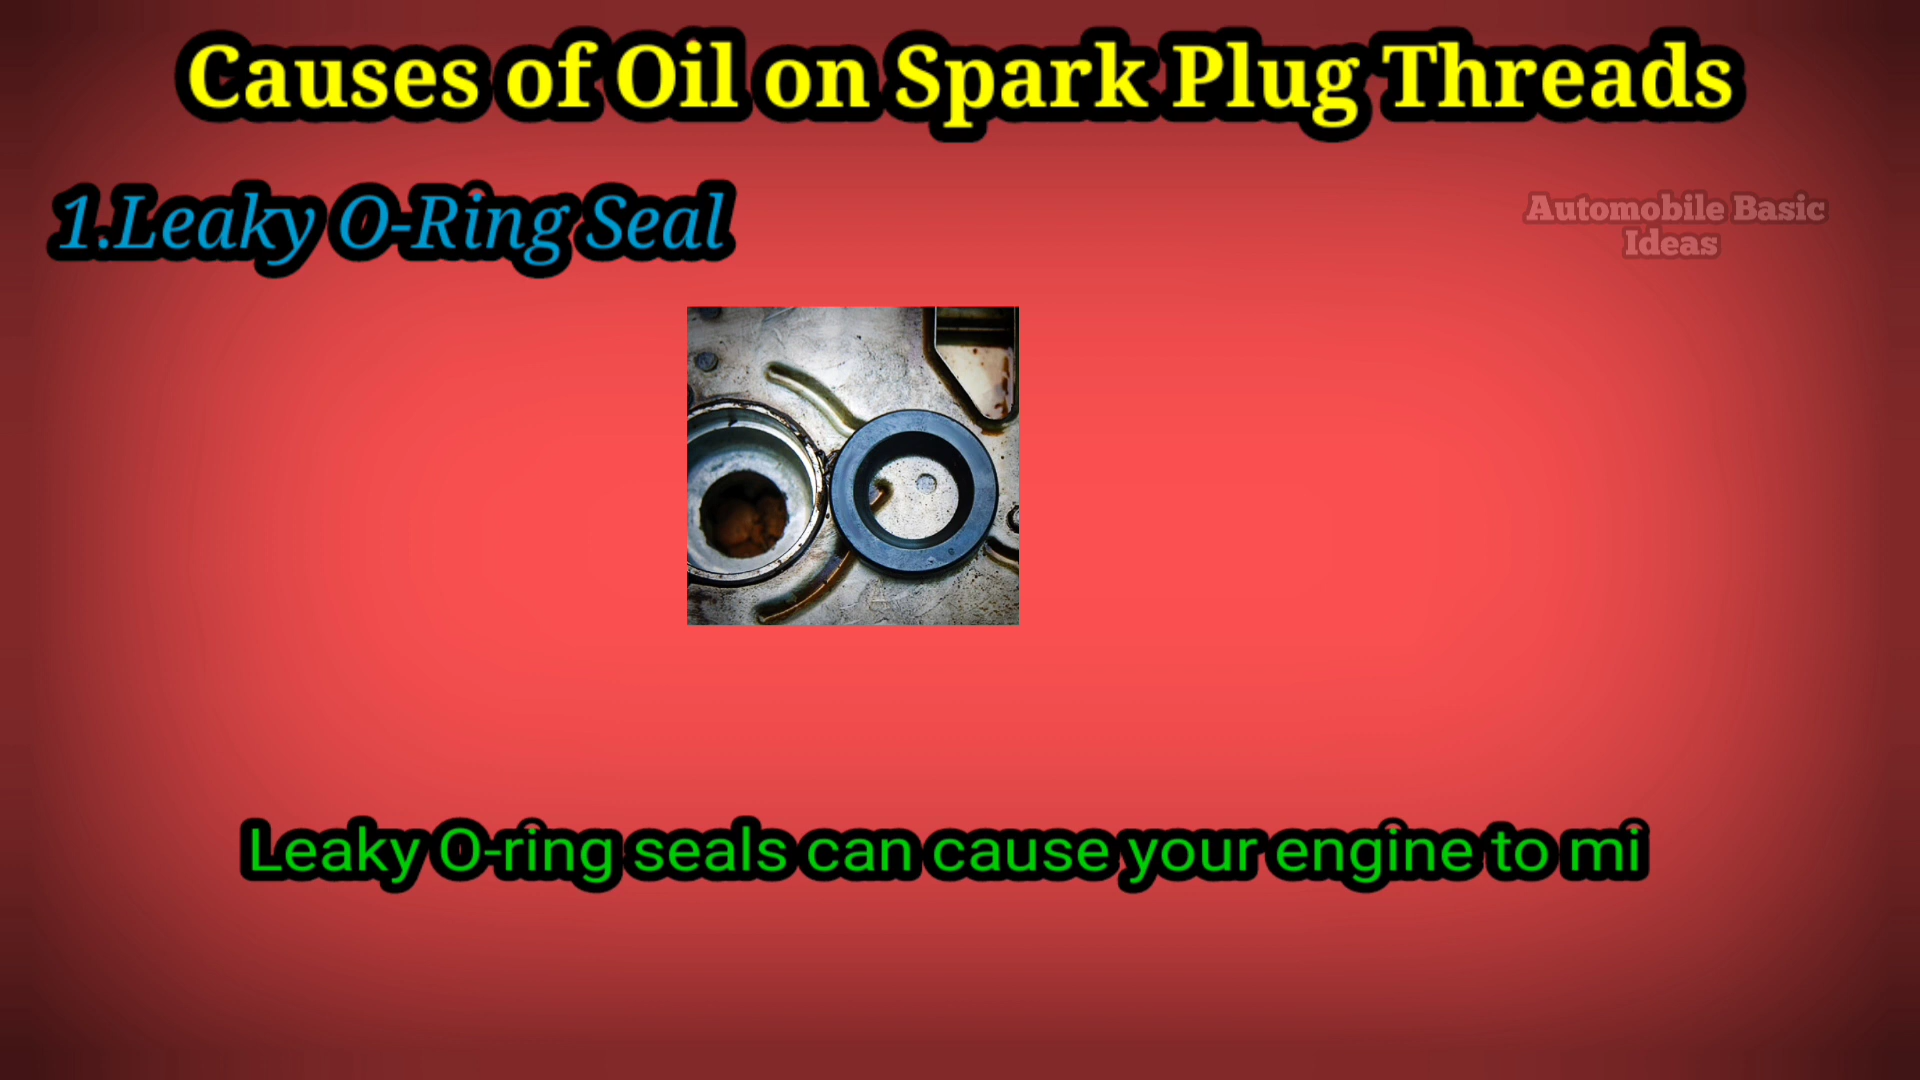 Causes of Oil on Spark Plug Threads
1.Leaky O-Ring Seal
Automobile Basic
Ideas
Leaky O-ring seals can cause your engine to mi